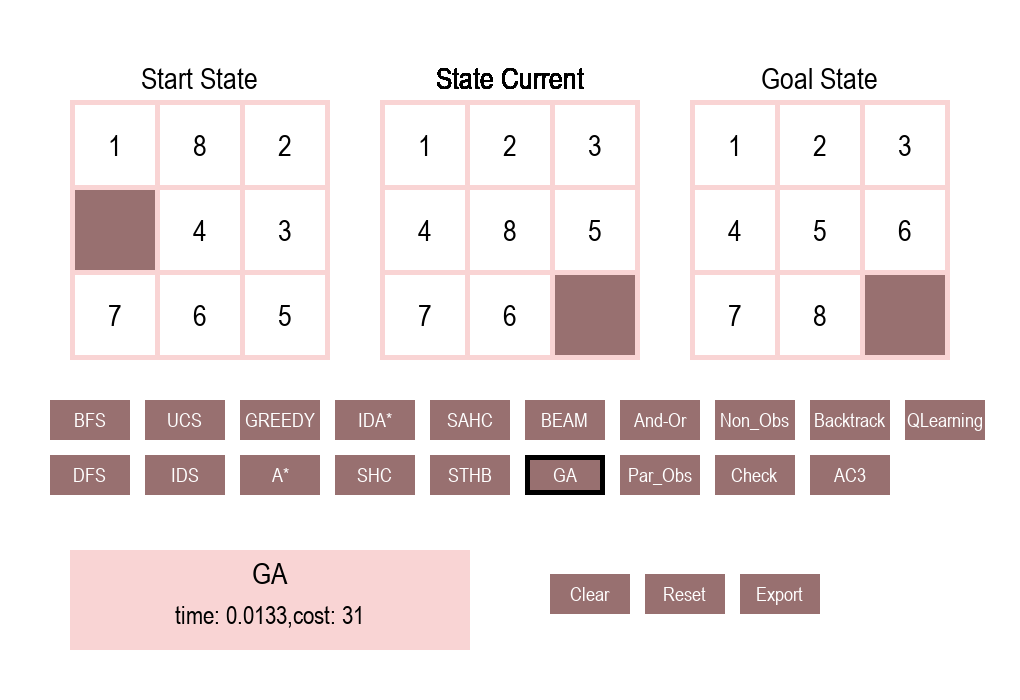 Start State State Current Goal State
1 8 2 1 2 3 1 2 3
4 3 4 8 5 4 5 6
7 6 5 7 6 7 8
BFS UCS GREEDY IDA* SAHC BEAM And-Or Non_Obs Backtrack QLearning
DFS IDS A* SHC STHB GA Par_Obs Check AC3
GA
time: 0.0133,cost: 31
Clear Reset Export